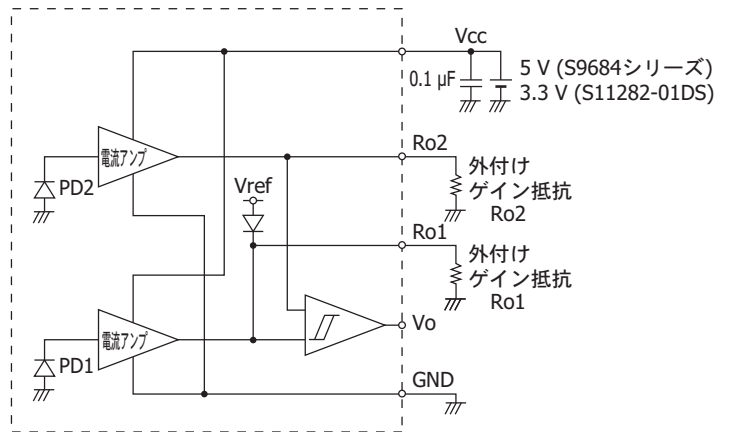 Vcc
0.1 µF
5 V (S9684シリーズ)
3.3 V (S11282-01DS)
電流アンプ
PD2
Ro2
外付け
ゲイン抵抗
Ro2
Vref
Ro1
外付け
ゲイン抵抗
Ro1
電流アンプ
PD1
Vo
GND